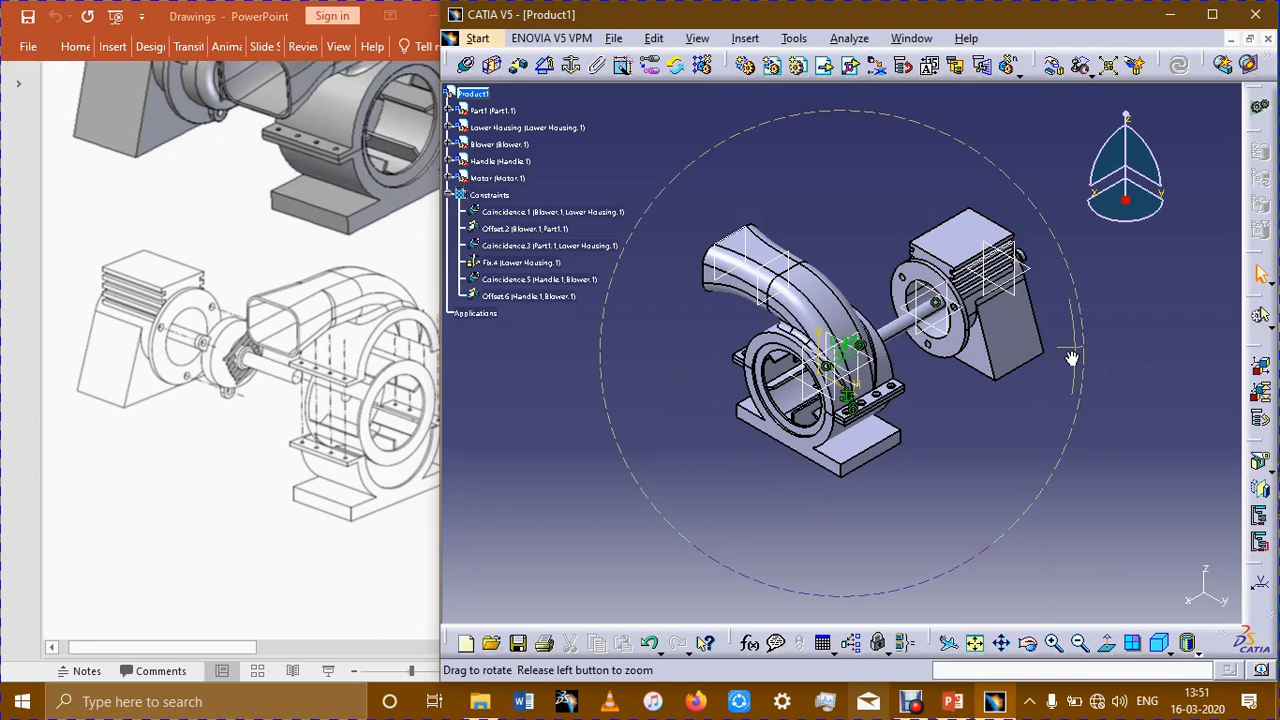 Drawings - PowerPoint
Sign in
File Home Insert Desig Transit Anima Slide S Reviev View Help Tell r
Notes Comments
CATIA V5 - [Product1]
Start ENOVIA V5 VPM File Edit View Insert Tools Analyze Window Help
Product1
Part1 (Part1.1)
Lower Housing (Lower Housing.1)
Blower (Blower.1)
Handle (Handle.1)
Motor (Motor.1)
Constraints
Coincidence.1 (Blower.1,Lower Housing.1)
Offset.2 (Blower.1,Part1.1)
Coincidence.3 (Part1.1,Lower Housing.1)
Fix.4 (Lower Housing.1)
Coincidence.5 (Handle.1,Blower.1)
Offset.6 (Handle.1,Blower.1)
Applications
z
x
y
z
x
y
f(x)
CATIA
Drag to rotate Release left button to zoom
Type here to search
ENG
13:51
16-03-2020